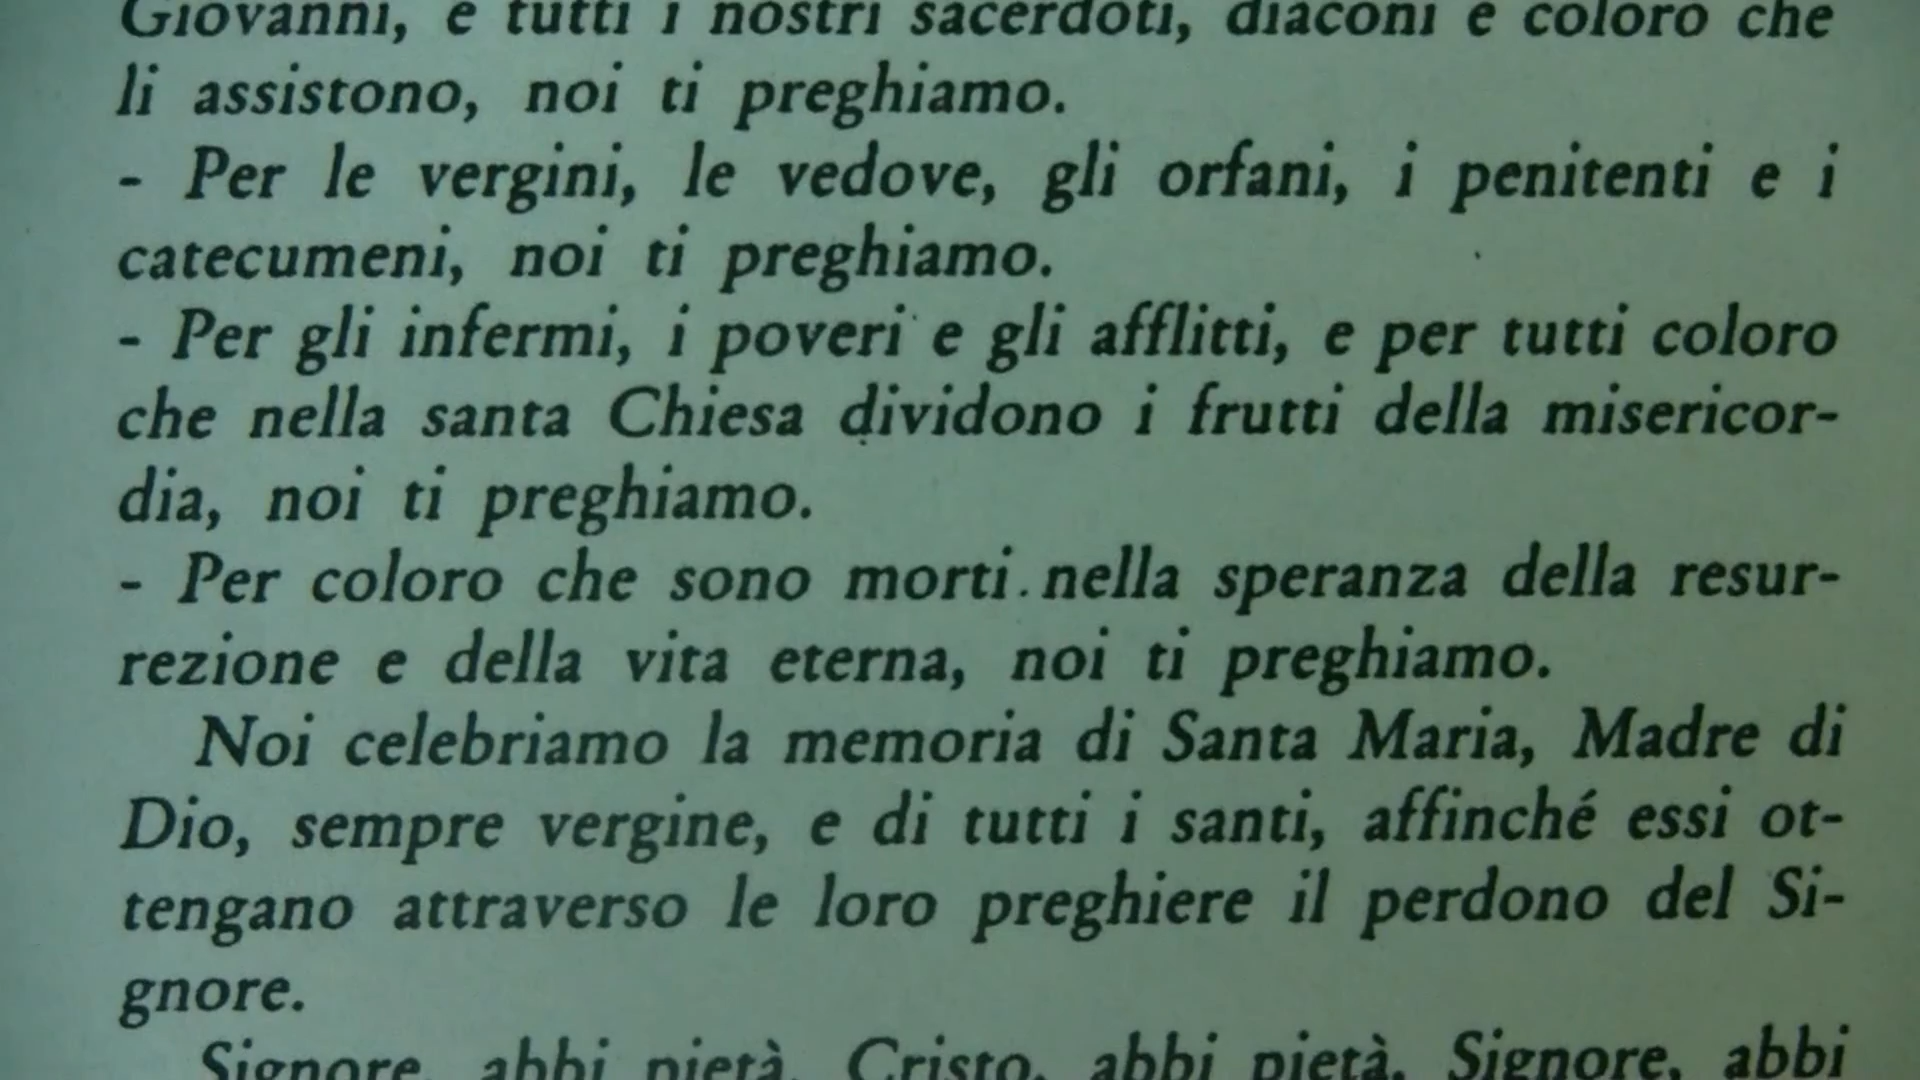 Giovanni, e tutti i nostri sacerdoti, diaconi e coloro che
li assistono, noi ti preghiamo.
- Per le vergini, le vedove, gli orfani, i penitenti e i
catecumeni, noi ti preghiamo.
- Per gli infermi, i poveri e gli afflitti, e per tutti coloro
che nella santa Chiesa dividono i frutti della misericor-
dia, noi ti preghiamo.
- Per coloro che sono morti nella speranza della resur-
rezione e della vita eterna, noi ti preghiamo.
Noi celebriamo la memoria di Santa Maria, Madre di
Dio, sempre vergine, e di tutti i santi, affinché essi ot-
tengano attraverso le loro preghiere il perdono del Si-
gnore.
Signore, abbi pietà, Cristo, abbi pietà, Signore, abbi